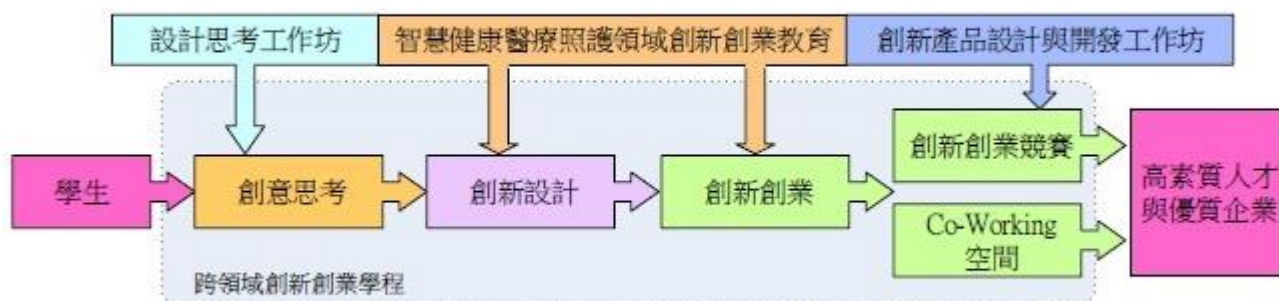 設計思考工作坊
智慧健康醫療照護領域創新創業教育
創新產品設計與開發工作坊
學生
創意思考
創新設計
創新創業
創新創業競賽
Co-Working
空間
高素質人才
與優質企業
跨領域創新創業學程